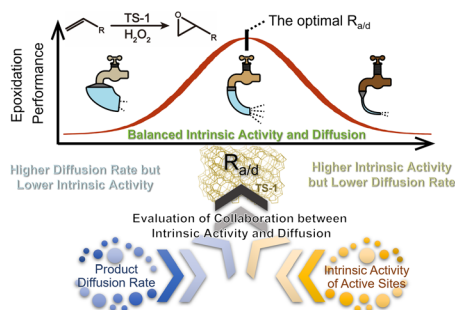 TS-1
H2O2
O
R
R
The optimal Ra/d
Epoxidation
Performance
Balanced Intrinsic Activity and Diffusion
Higher Diffusion Rate but
Lower Intrinsic Activity
Higher Intrinsic Activity
but Lower Diffusion Rate
Ra/d
TS-1
Evaluation of Collaboration between
Intrinsic Activity and Diffusion
Product
Diffusion Rate
Intrinsic Activity
of Active Sites